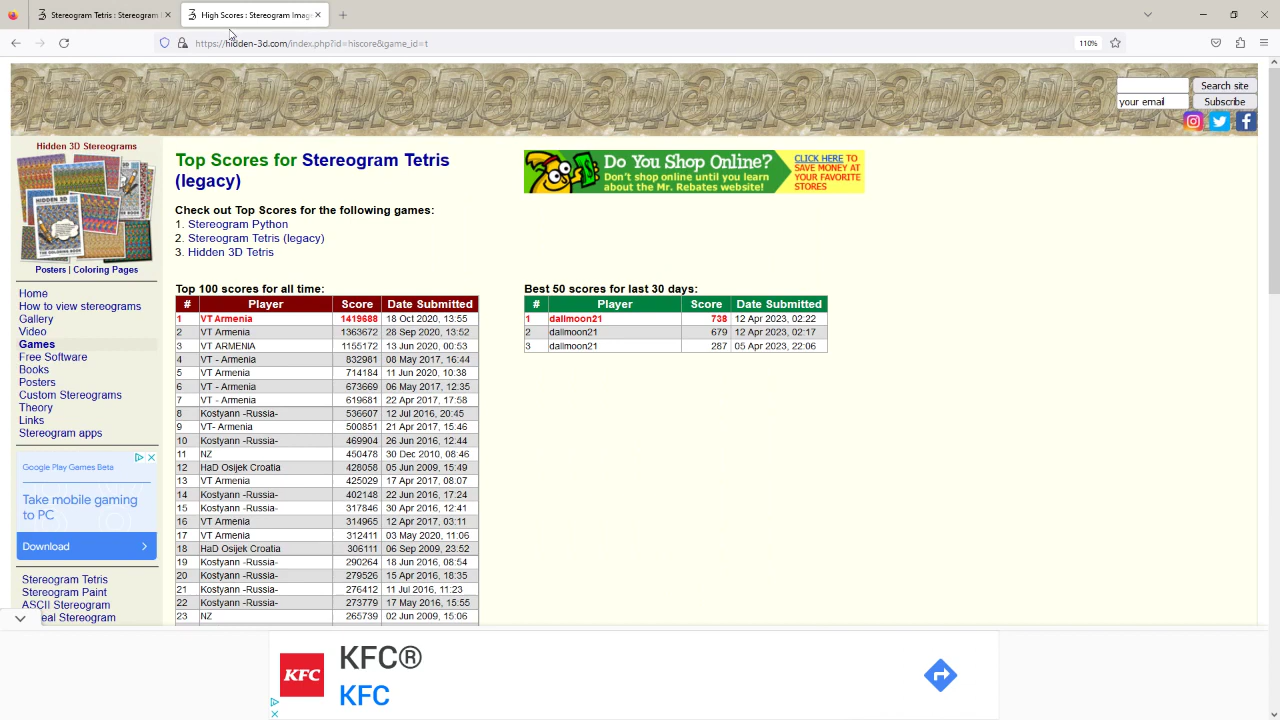 Stereogram Tetris : Stereogram
High Scores : Stereogram Imag
https://hidden-3d.com/index.php?id=hiscore&game_id=t
110%
Search site
your email
Subscribe
Hidden 3D Stereograms
HIDDEN 3D
Posters | Coloring Pages
Home
How to view stereograms
Gallery
Video
Games
Free Software
Books
Posters
Custom Stereograms
Theory
Links
Stereogram apps
Google Play Games Beta
Take mobile gaming
to PC
Download
Stereogram Tetris
Stereogram Paint
ASCII Stereogram
eal Stereogram
Top Scores for Stereogram Tetris
(legacy)
Check out Top Scores for the following games:
1. Stereogram Python
2. Stereogram Tetris (legacy)
3. Hidden 3D Tetris
Do You Shop Online?
Don't shop online until you learn
about the Mr. Rebates website!
CLICK HERE TO
SAVE MONEY AT
YOUR FAVORITE
STORES
Top 100 scores for all time:
# Player Score Date Submitted
1 VT Armenia 1419688 18 Oct 2020, 13:55
2 VT Armenia 1363672 28 Sep 2020, 13:52
3 VT ARMENIA 1155172 13 Jun 2020, 00:53
4 VT - Armenia 832981 08 May 2017, 16:44
5 VT Armenia 714184 11 Jun 2020, 10:38
6 VT - Armenia 673669 06 May 2017, 12:35
7 VT - Armenia 619681 22 Apr 2017, 17:58
8 Kostyann -Russia- 536607 12 Jul 2016, 20:45
9 VT- Armenia 500851 21 Apr 2017, 15:46
10 Kostyann -Russia- 469904 26 Jun 2016, 12:44
11 NZ 450478 30 Dec 2010, 08:46
12 HaD Osijek Croatia 428058 05 Jun 2009, 15:49
13 VT Armenia 425029 17 Apr 2017, 08:07
14 Kostyann -Russia- 402148 22 Jun 2016, 17:24
15 Kostyann -Russia- 317846 30 Apr 2016, 12:41
16 VT Armenia 314965 12 Apr 2017, 03:11
17 VT Armenia 312411 03 May 2020, 11:06
18 HaD Osijek Croatia 306111 06 Sep 2009, 23:52
19 Kostyann -Russia- 290264 18 Jun 2016, 08:54
20 Kostyann -Russia- 279526 15 Apr 2016, 18:35
21 Kostyann -Russia- 276412 11 Jul 2016, 11:23
22 Kostyann -Russia- 273779 17 May 2016, 15:55
23 NZ 265739 02 Jun 2009, 15:06
Best 50 scores for last 30 days:
# Player Score Date Submitted
1 dallmoon21 738 12 Apr 2023, 02.22
2 dallmoon21 679 12 Apr 2023, 02:17
3 dallmoon21 287 05 Apr 2023, 22:06
KFC
KFC®
KFC